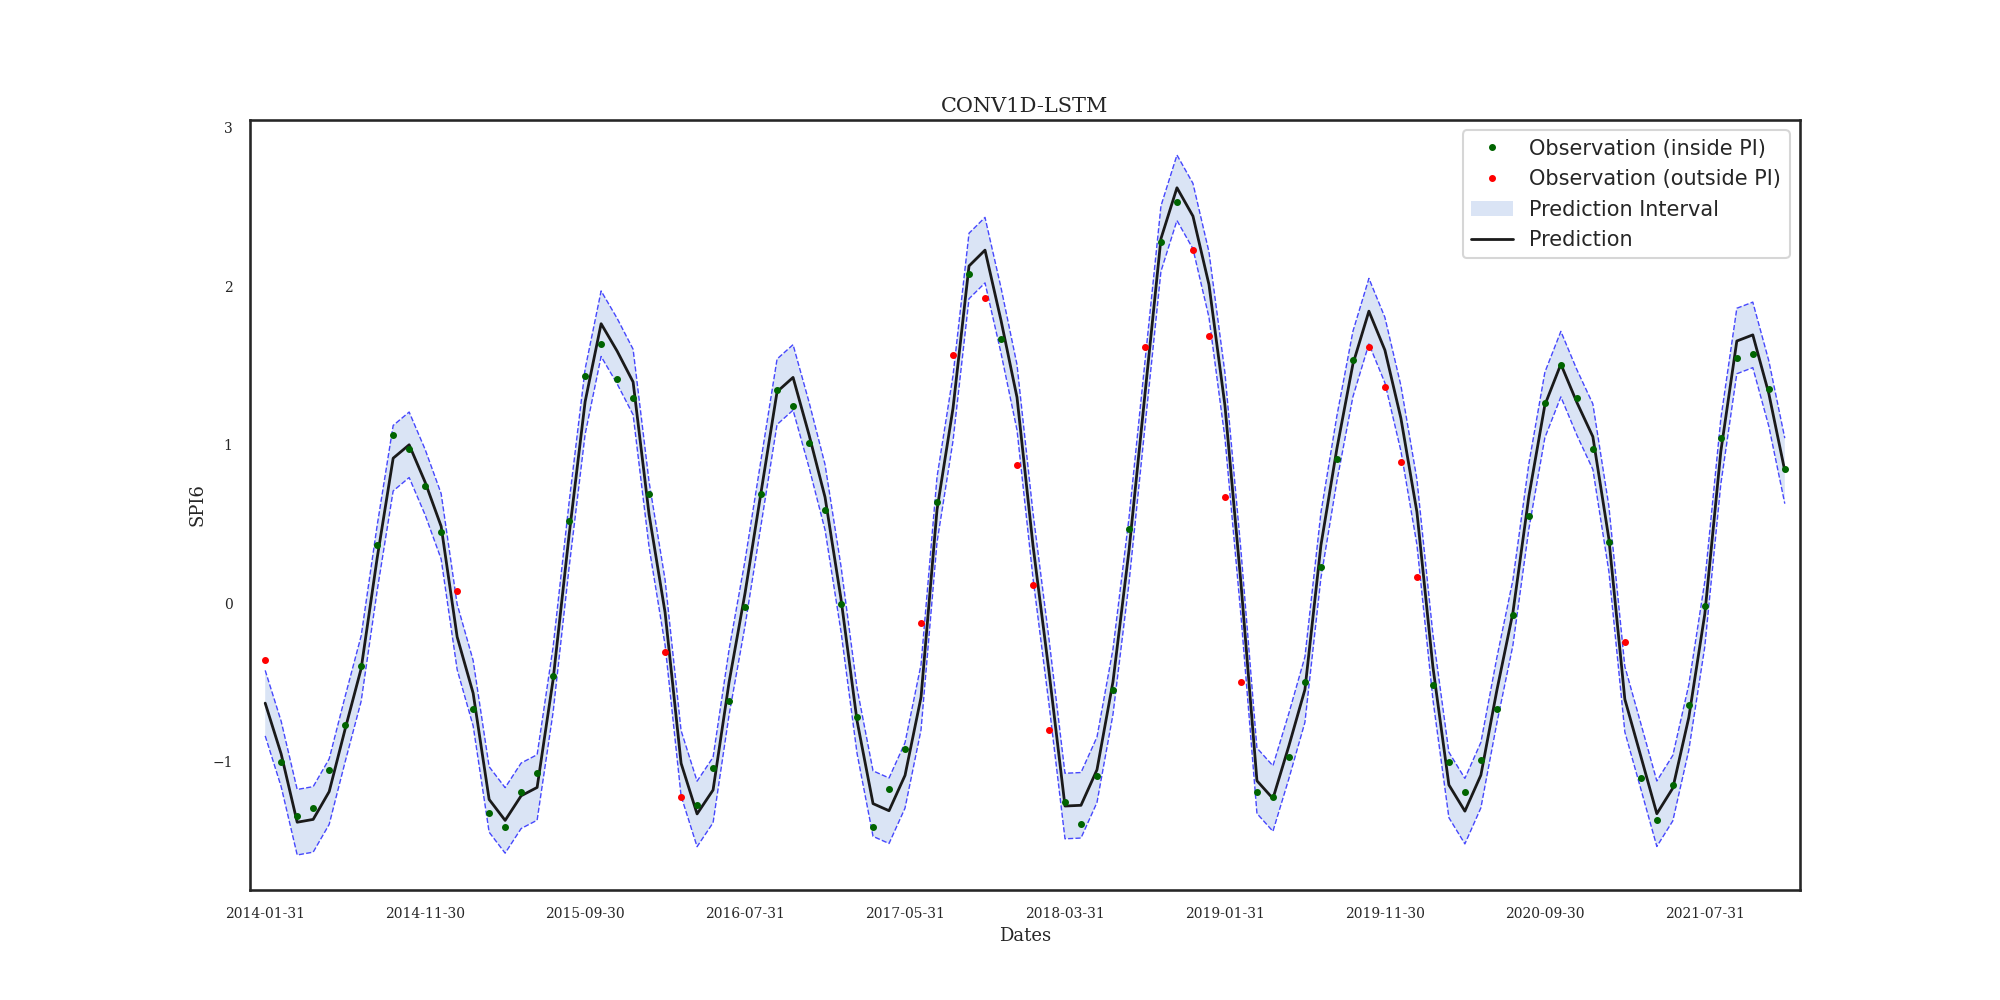 CONV1D-LSTM
3
2
1
0
−1
SPI6
Observation (inside PI)
Observation (outside PI)
Prediction Interval
Prediction
2014-01-31 2014-11-30 2015-09-30 2016-07-31 2017-05-31 2018-03-31 2019-01-31 2019-11-30 2020-09-30 2021-07-31
Dates